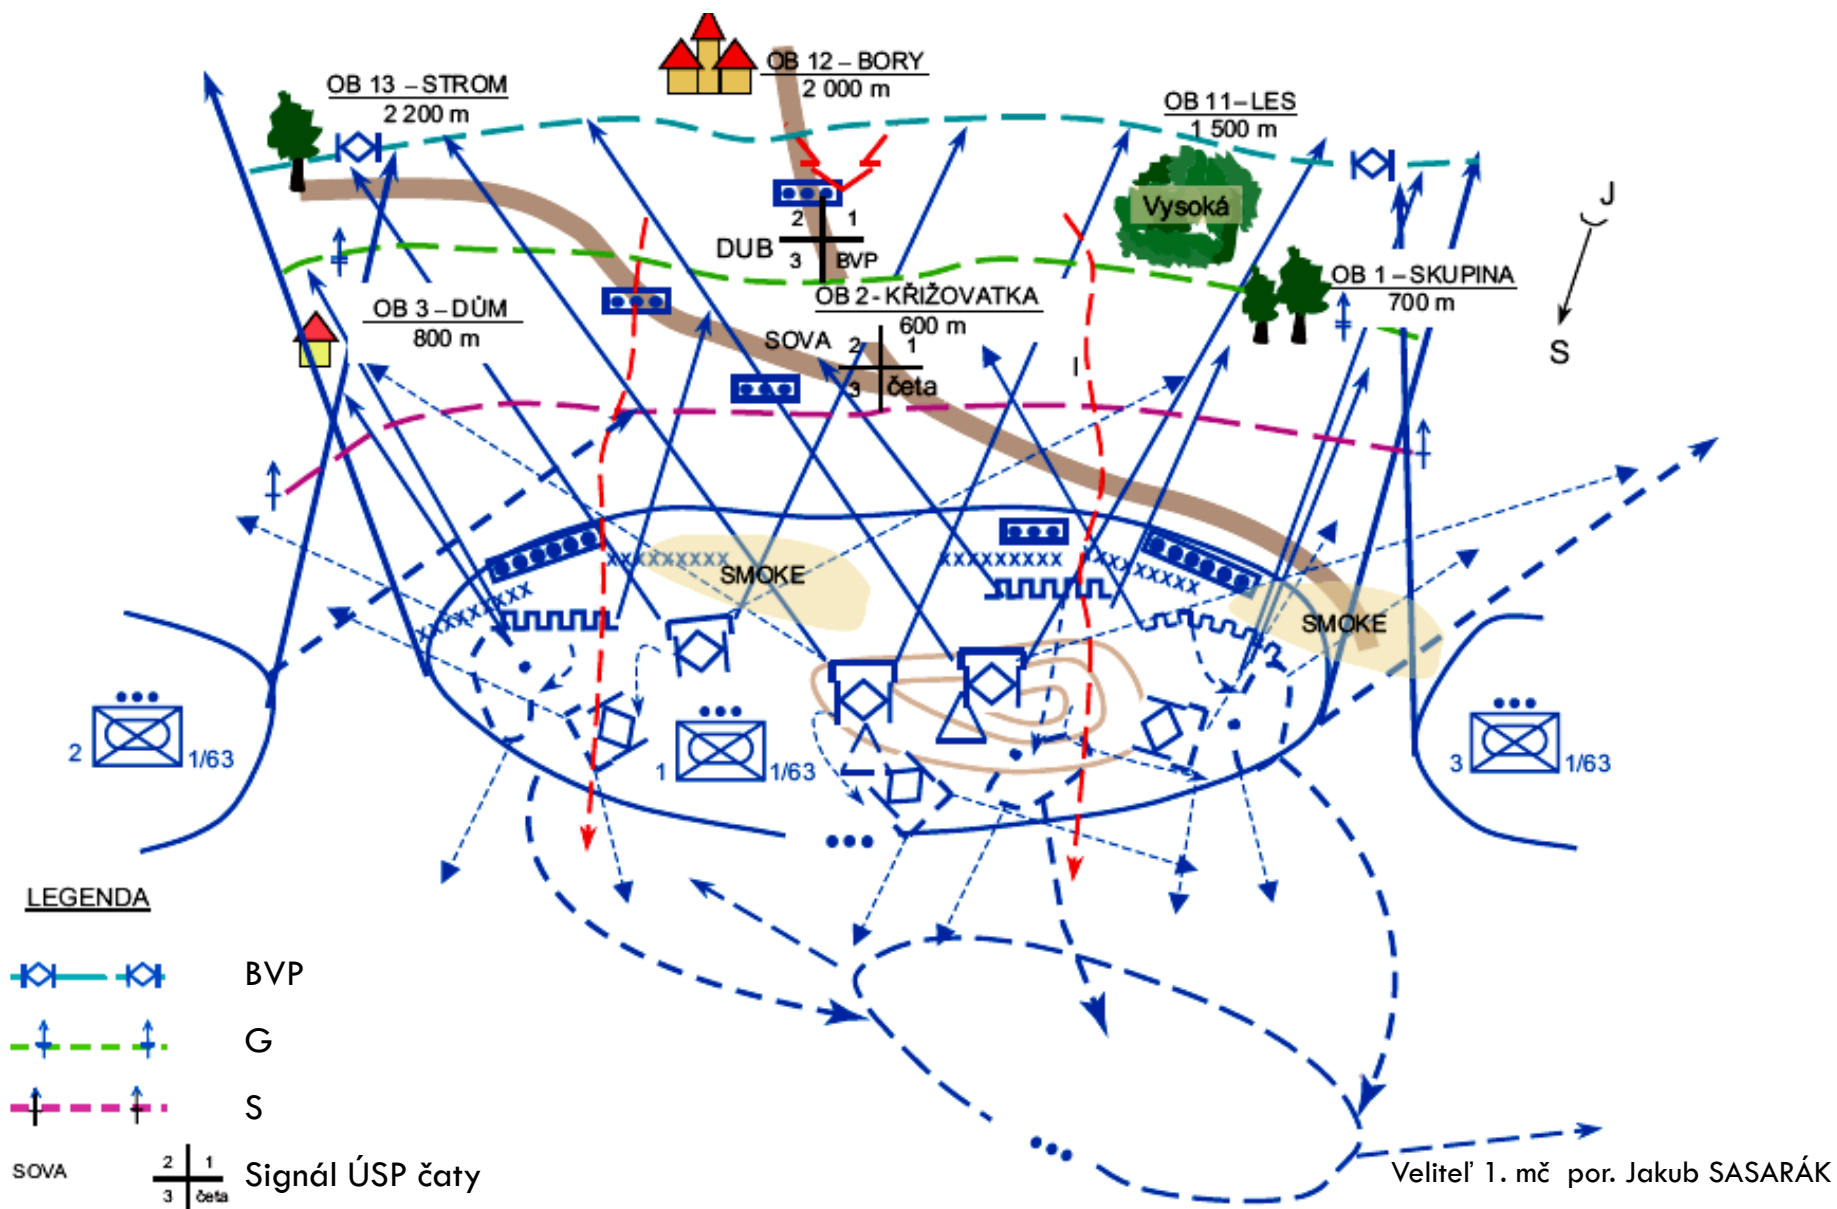 OB 12 – BORY
2 000 m
OB 13 – STROM
2 200 m
OB 11 – LES
1 500 m
Vysoká
J
S
2 1
DUB
3 BVP
OB 1 – SKUPINA
700 m
OB 3 – DŮM
800 m
OB 2 - KŘIŽOVATKA
600 m
SOVA
2 1
3 četa
I
xxxxxxxxx
xxxxxxxxx
xxxxxxxxx
xxxxxxxxx
SMOKE
SMOKE
2 1/63
1 1/63
3 1/63
LEGENDA
BVP
G
S
SOVA
2 1
3 četa
Signál ÚSP čaty
Veliteľ 1. mč por. Jakub SASARÁK